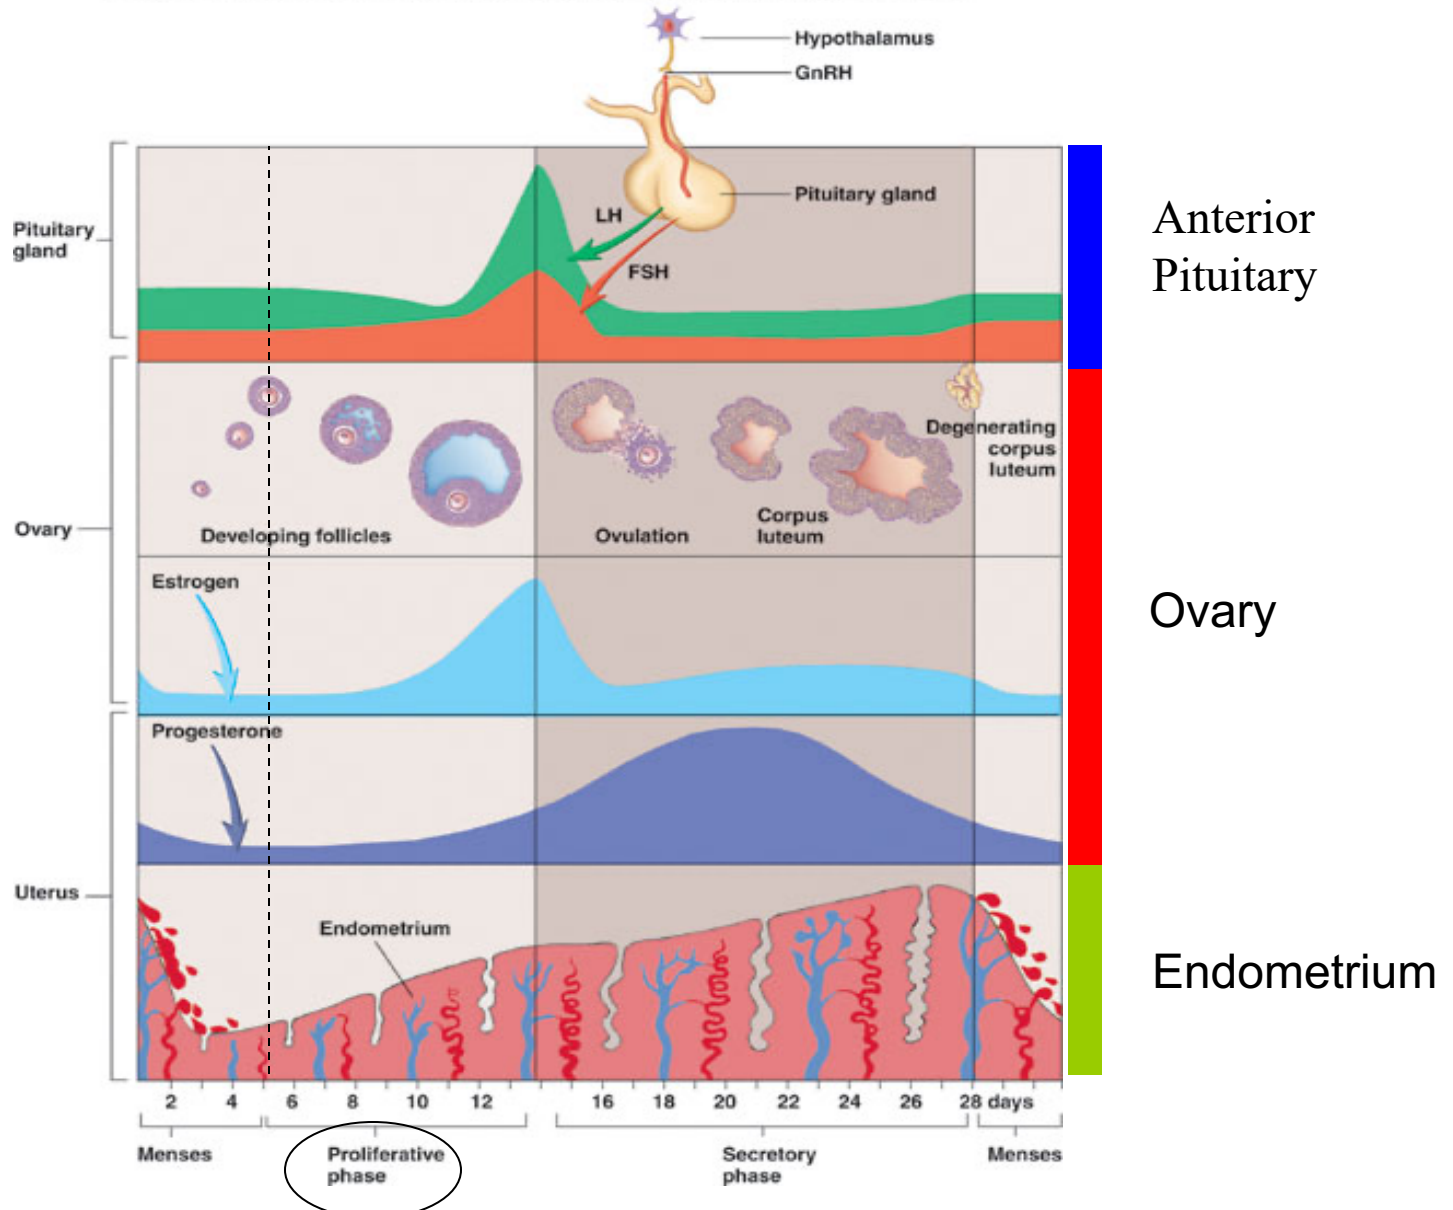 Hypothalamus
GnRH
Pituitary gland
LH
FSH
Pituitary
gland
Anterior
Pituitary
Degenerating
corpus
luteum
Developing follicles
Ovulation
Corpus
luteum
Ovary
Estrogen
Ovary
Progesterone
Uterus
Endometrium
Endometrium
2 4 6 8 10 12 16 18 20 22 24 26 28 days
Menses
Proliferative
phase
Secretory
phase
Menses